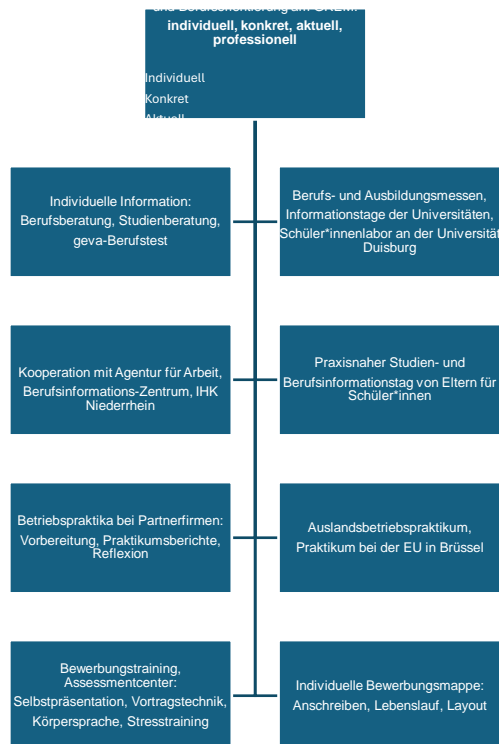 individuell, konkret, aktuell,
professionell
Individuell
Konkret
Aktuell
Individuelle Information:
Berufsberatung, Studienberatung,
geva-Berufstest
Berufs- und Ausbildungsmessen,
Informationstage der Universitäten,
Schüler*innenlabor an der Universität
Duisburg
Kooperation mit Agentur für Arbeit,
Berufsinformations-Zentrum, IHK
Niederrhein
Praxisnaher Studien- und
Berufsinformationstag von Eltern für
Schüler*innen
Betriebspraktika bei Partnerfirmen:
Vorbereitung, Praktikumsberichte,
Reflexion
Auslandsbetriebspraktikum,
Praktikum bei der EU in Brüssel
Bewerbungstraining,
Assessmentcenter:
Selbstpräsentation, Vortragstechnik,
Körpersprache, Stresstraining
Individuelle Bewerbungsmappe:
Anschreiben, Lebenslauf, Layout